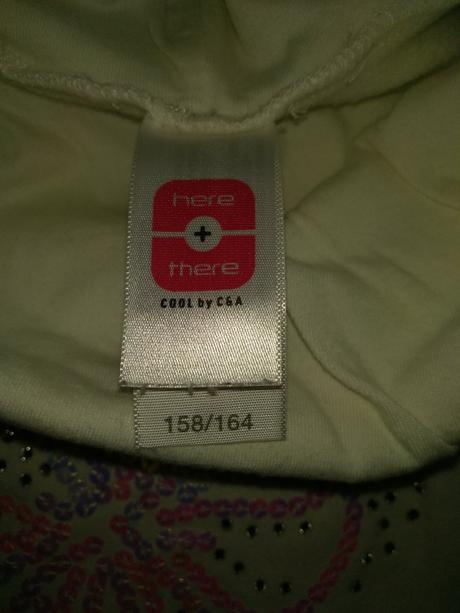 here
+
there
COOL by C&A
158/164